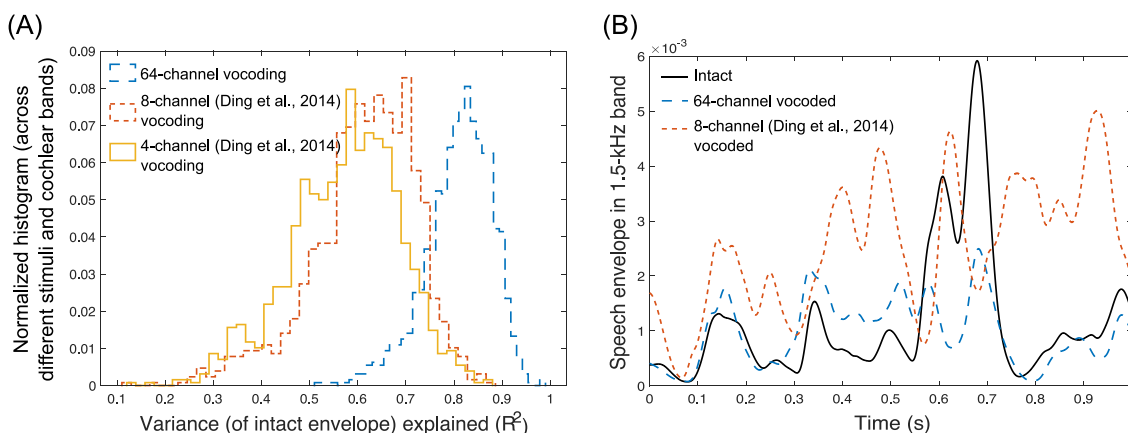 (A)
Normalized histogram (across
different stimuli and cochlear bands)
0.09
0.08
0.07
0.06
0.05
0.04
0.03
0.02
0.01
0
64-channel vocoding
8-channel (Ding et al., 2014)
vocoding
4-channel (Ding et al., 2014)
vocoding
0.1 0.2 0.3 0.4 0.5 0.6 0.7 0.8 0.9 1
Variance (of intact envelope) explained (R²)
(B)
Speech envelope in 1.5-kHz band
×10⁻³
6
5
4
3
2
1
0
Intact
64-channel vocoded
8-channel (Ding et al., 2014)
vocoded
0 0.1 0.2 0.3 0.4 0.5 0.6 0.7 0.8 0.9
Time (s)